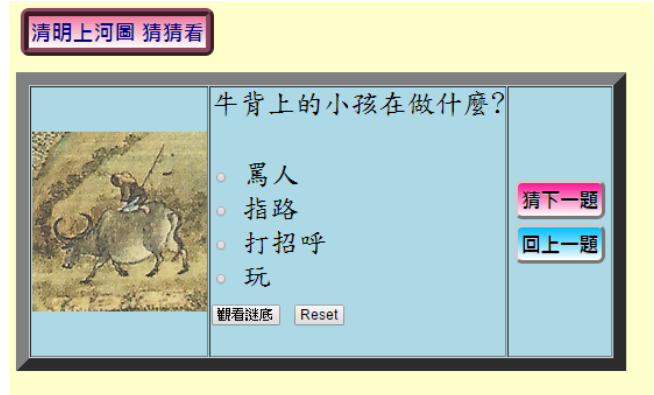 清明上河圖 猜猜看
牛背上的小孩在做什麼?
罵人
指路
打招呼
玩
觀看謎底 Reset
猜下一題
回上一題